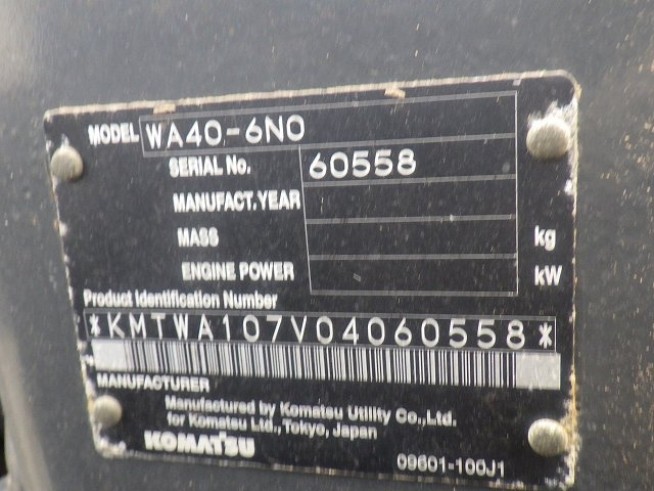 MODEL WA40-6N0
SERIAL No. 60558
MANUFACT.YEAR
MASS kg
ENGINE POWER kW
Product Identification Number
*KMTWA107V04060558*
MANUFACTURER
Manufactured by Komatsu Utility Co.,Ltd.
for Komatsu Ltd.,Tokyo, Japan
KOMATSU
09601-100J1